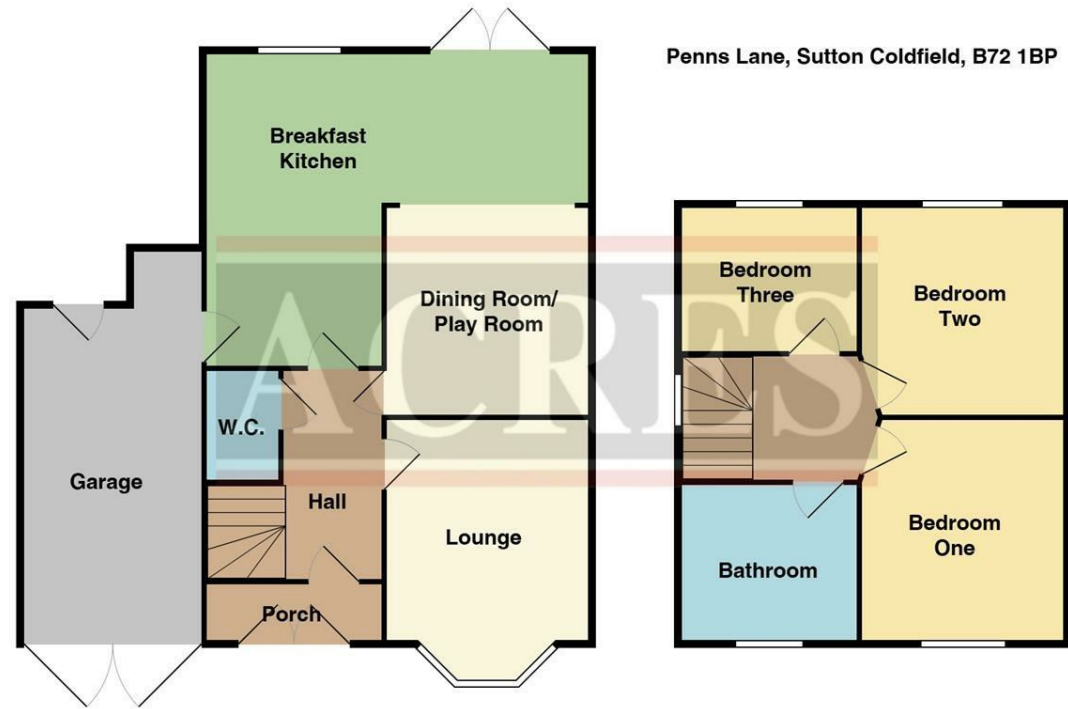 Penns Lane, Sutton Coldfield, B72 1BP
Breakfast
Kitchen
Dining Room/
Play Room
W.C.
Garage
Hall
Lounge
Porch
Bedroom
Three
Bedroom
Two
Bedroom
One
Bathroom
ACRES